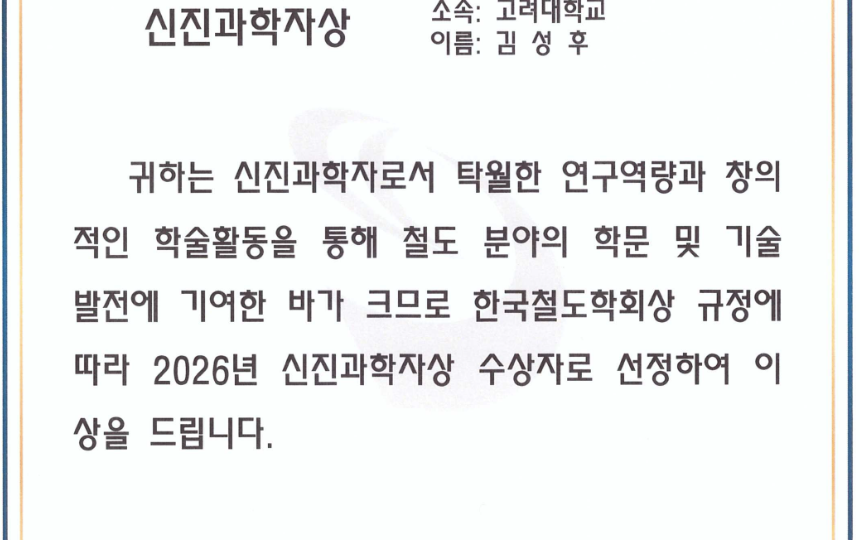 신진과학자상
소속: 고려대학교
이름: 김 성 후
귀하는 신진과학자로서 탁월한 연구역량과 창의
적인 학술활동을 통해 철도 분야의 학문 및 기술
발전에 기여한 바가 크므로 한국철도학회상 규정에
따라 2026년 신진과학자상 수상자로 선정하여 이
상을 드립니다.